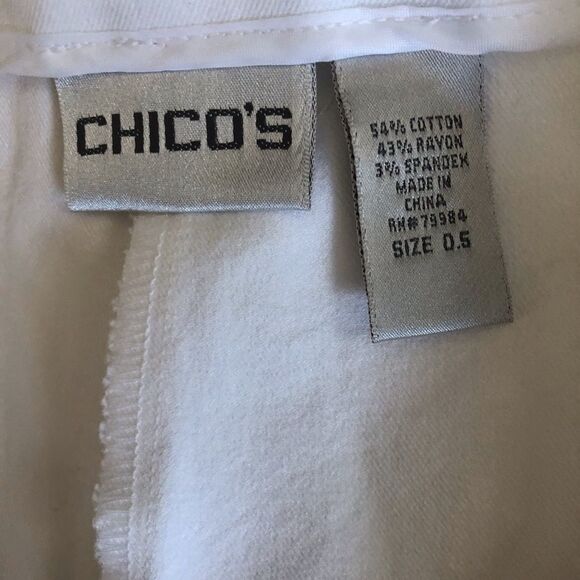 CHICO'S
54% COTTON
43% RAYON
3% SPANDEX
MADE IN
CHINA
RN#79984
SIZE 0.5